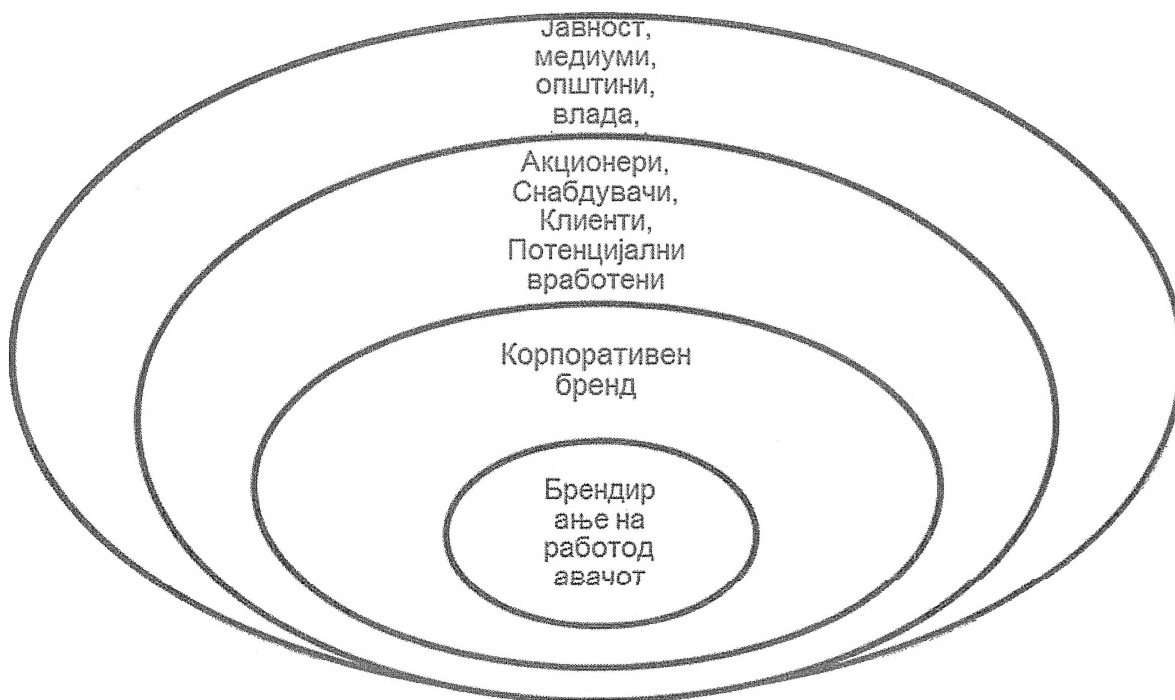 Јавност,
медиуми,
општини,
влада,
Акционери,
Снабдувачи,
Клиенти,
Потенцијални
вработени
Корпоративен
бренд
Брендир
ање на
работод
авачот